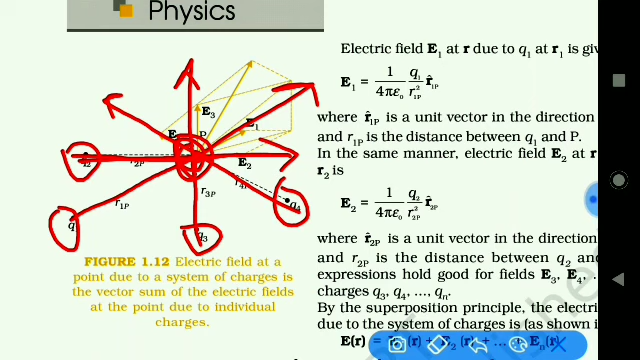 Physics
E3
E1
P
E2
q2
r2P
r3P
r1P
q4
q3
q
FIGURE 1.12 Electric field at a
point due to a system of charges is
the vector sum of the electric fields
at the point due to individual
charges.
Electric field E1 at r due to q1 at r1 is giv
E1 = 1/4πε0 q1/r²1P r̂1P
where r̂1P is a unit vector in the direction
and r1P is the distance between q1 and P.
In the same manner, electric field E2 at r
r2 is
E2 = 1/4πε0 q2/r²2P r̂2P
where r̂2P is a unit vector in the direction
and r2P is the distance between q2 and
expressions hold good for fields E3, E4, ..
charges q3, q4, ..., qn.
By the superposition principle, the electri
due to the system of charges is (as shown i
E(r) = (r) + E2 (r) + ... + En(r)